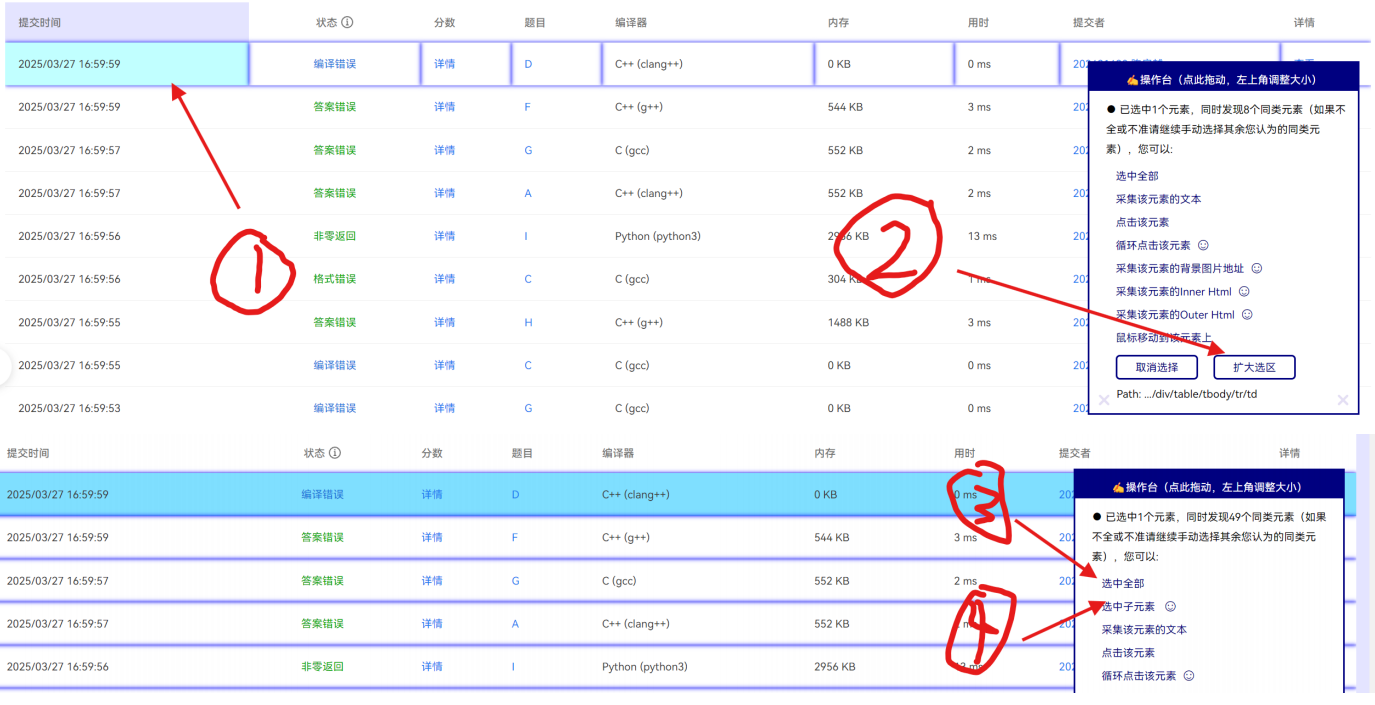 提交时间 状态 分数 题目 编译器 内存 用时 提交者 详情
2025/03/27 16:59:59 编译错误 详情 D C++ (clang++) 0 KB 0 ms
2025/03/27 16:59:59 答案错误 详情 F C++ (g++) 544 KB 3 ms 202
2025/03/27 16:59:57 答案错误 详情 G C (gcc) 552 KB 2 ms 202
2025/03/27 16:59:57 答案错误 详情 A C++ (clang++) 552 KB 2 ms 202
2025/03/27 16:59:56 非零返回 详情 I Python (python3) 2956 KB 13 ms 202
2025/03/27 16:59:56 格式错误 详情 C C (gcc) 304 KB 1 ms 202
2025/03/27 16:59:55 答案错误 详情 H C++ (g++) 1488 KB 3 ms 202
2025/03/27 16:59:55 编译错误 详情 C C (gcc) 0 KB 0 ms 202
2025/03/27 16:59:53 编译错误 详情 G C (gcc) 0 KB 0 ms 202
✍操作台（点此拖动，左上角调整大小）
● 已选中1个元素，同时发现8个同类元素（如果不
全或不准请继续手动选择其余您认为的同类元
素），您可以:
选中全部
采集该元素的文本
点击该元素
循环点击该元素
采集该元素的背景图片地址
采集该元素的Inner Html
采集该元素的Outer Html
鼠标移动到该元素上
取消选择 扩大选区
Path: .../div/table/tbody/tr/td
1
2
提交时间 状态 分数 题目 编译器 内存 用时 提交者 详情
2025/03/27 16:59:59 编译错误 详情 D C++ (clang++) 0 KB 0 ms 202
2025/03/27 16:59:59 答案错误 详情 F C++ (g++) 544 KB 3 ms 202
2025/03/27 16:59:57 答案错误 详情 G C (gcc) 552 KB 2 ms 202
2025/03/27 16:59:57 答案错误 详情 A C++ (clang++) 552 KB ms 202
2025/03/27 16:59:56 非零返回 详情 I Python (python3) 2956 KB 13 ms 202
✍操作台（点此拖动，左上角调整大小）
● 已选中1个元素，同时发现49个同类元素（如果
不全或不准请继续手动选择其余您认为的同类元
素），您可以:
选中全部
选中子元素
采集该元素的文本
点击该元素
循环点击该元素
3
4